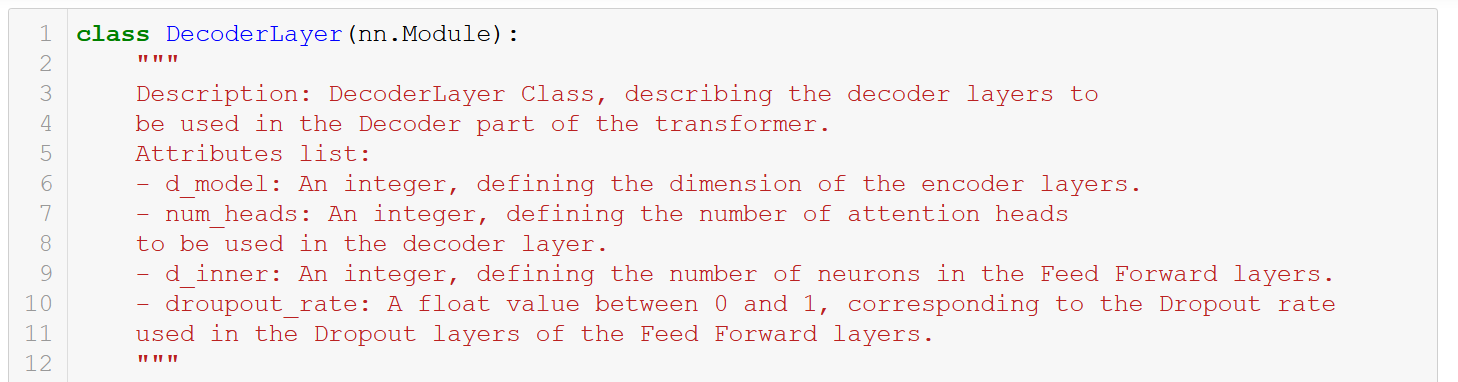 1 class DecoderLayer(nn.Module):
2 """
3 Description: DecoderLayer Class, describing the decoder layers to
4 be used in the Decoder part of the transformer.
5 Attributes list:
6 - d_model: An integer, defining the dimension of the encoder layers.
7 - num_heads: An integer, defining the number of attention heads
8 to be used in the decoder layer.
9 - d_inner: An integer, defining the number of neurons in the Feed Forward layers.
10 - droupout_rate: A float value between 0 and 1, corresponding to the Dropout rate
11 used in the Dropout layers of the Feed Forward layers.
12 """